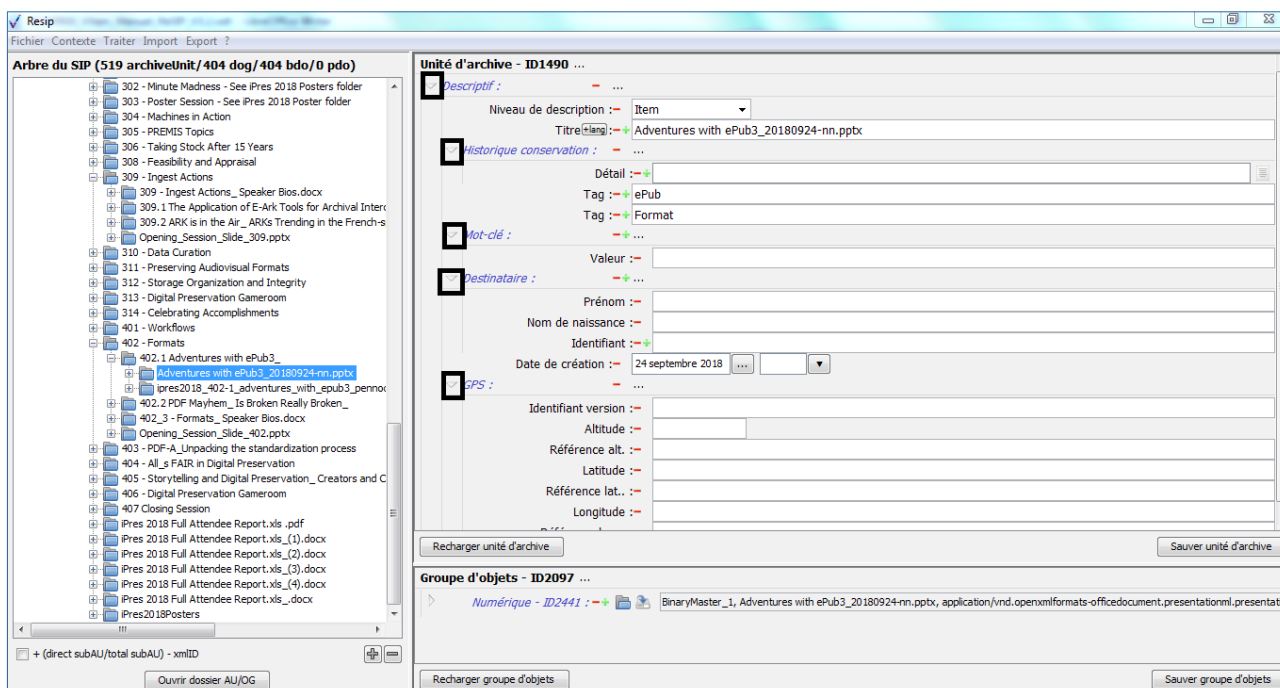 Resip
Fichier Contexte Traiter Import Export ?
Arbre du SIP (519 archiveUnit/404 dog/404 bdo/0 pdo)
302 - Minute Madness - See iPres 2018 Posters folder
303 - Poster Session - See iPres 2018 Poster folder
304 - Machines in Action
305 - PREMIS Topics
306 - Taking Stock After 15 Years
308 - Feasibility and Appraisal
309 - Ingest Actions
309 - Ingest Actions_ Speaker Bios.docx
309.1 The Application of E-Ark Tools for Archival Interc
309.2 ARK is in the Air_ ARKs Trending in the French-s
Opening_Session_Slide_309.pptx
310 - Data Curation
311 - Preserving Audiovisual Formats
312 - Storage Organization and Integrity
313 - Digital Preservation Gameroom
314 - Celebrating Accomplishments
401 - Workflows
402 - Formats
402.1 Adventures with ePub3_
Adventures with ePub3_20180924-nn.pptx
ipres2018_402-1_adventures_with_epub3_pennoc
402.2 PDF Mayhem_ Is Broken Really Broken_
402_3 - Formats_ Speaker Bios.docx
Opening_Session_Slide_402.pptx
403 - PDF-A_Unpacking the standardization process
404 - All_s FAIR in Digital Preservation
405 - Storytelling and Digital Preservation_ Creators and C
406 - Digital Preservation Gameroom
407 Closing Session
iPres 2018 Full Attendee Report.xls .pdf
iPres 2018 Full Attendee Report.xls_(1).docx
iPres 2018 Full Attendee Report.xls_(2).docx
iPres 2018 Full Attendee Report.xls_(3).docx
iPres 2018 Full Attendee Report.xls_(4).docx
iPres 2018 Full Attendee Report.xls_.docx
iPres2018Posters
+ (direct subAU/total subAU) - xmlID
Ouvrir dossier AU/OG
Unité d'archive - ID1490 ...
Descriptif : - ...
Niveau de description :- Item
Titre +lang :-+ Adventures with ePub3_20180924-nn.pptx
Historique conservation : - ...
Détail :-+
Tag :-+ ePub
Tag :-+ Format
Mot-clé : -+ ...
Valeur :-
Destinataire : -+ ...
Prénom :-
Nom de naissance :-
Identifiant :-+
Date de création :- 24 septembre 2018 ...
GPS : - ...
Identifiant version :-
Altitude :-
Référence alt. :-
Latitude :-
Référence lat.. :-
Longitude :-
Recharger unité d'archive
Sauver unité d'archive
Groupe d'objets - ID2097 ...
Numérique - ID2441 : -+ BinaryMaster_1, Adventures with ePub3_20180924-nn.pptx, application/vnd.openxmlformats-officedocument.presentationml.presentat
Recharger groupe d'objets
Sauver groupe d'objets